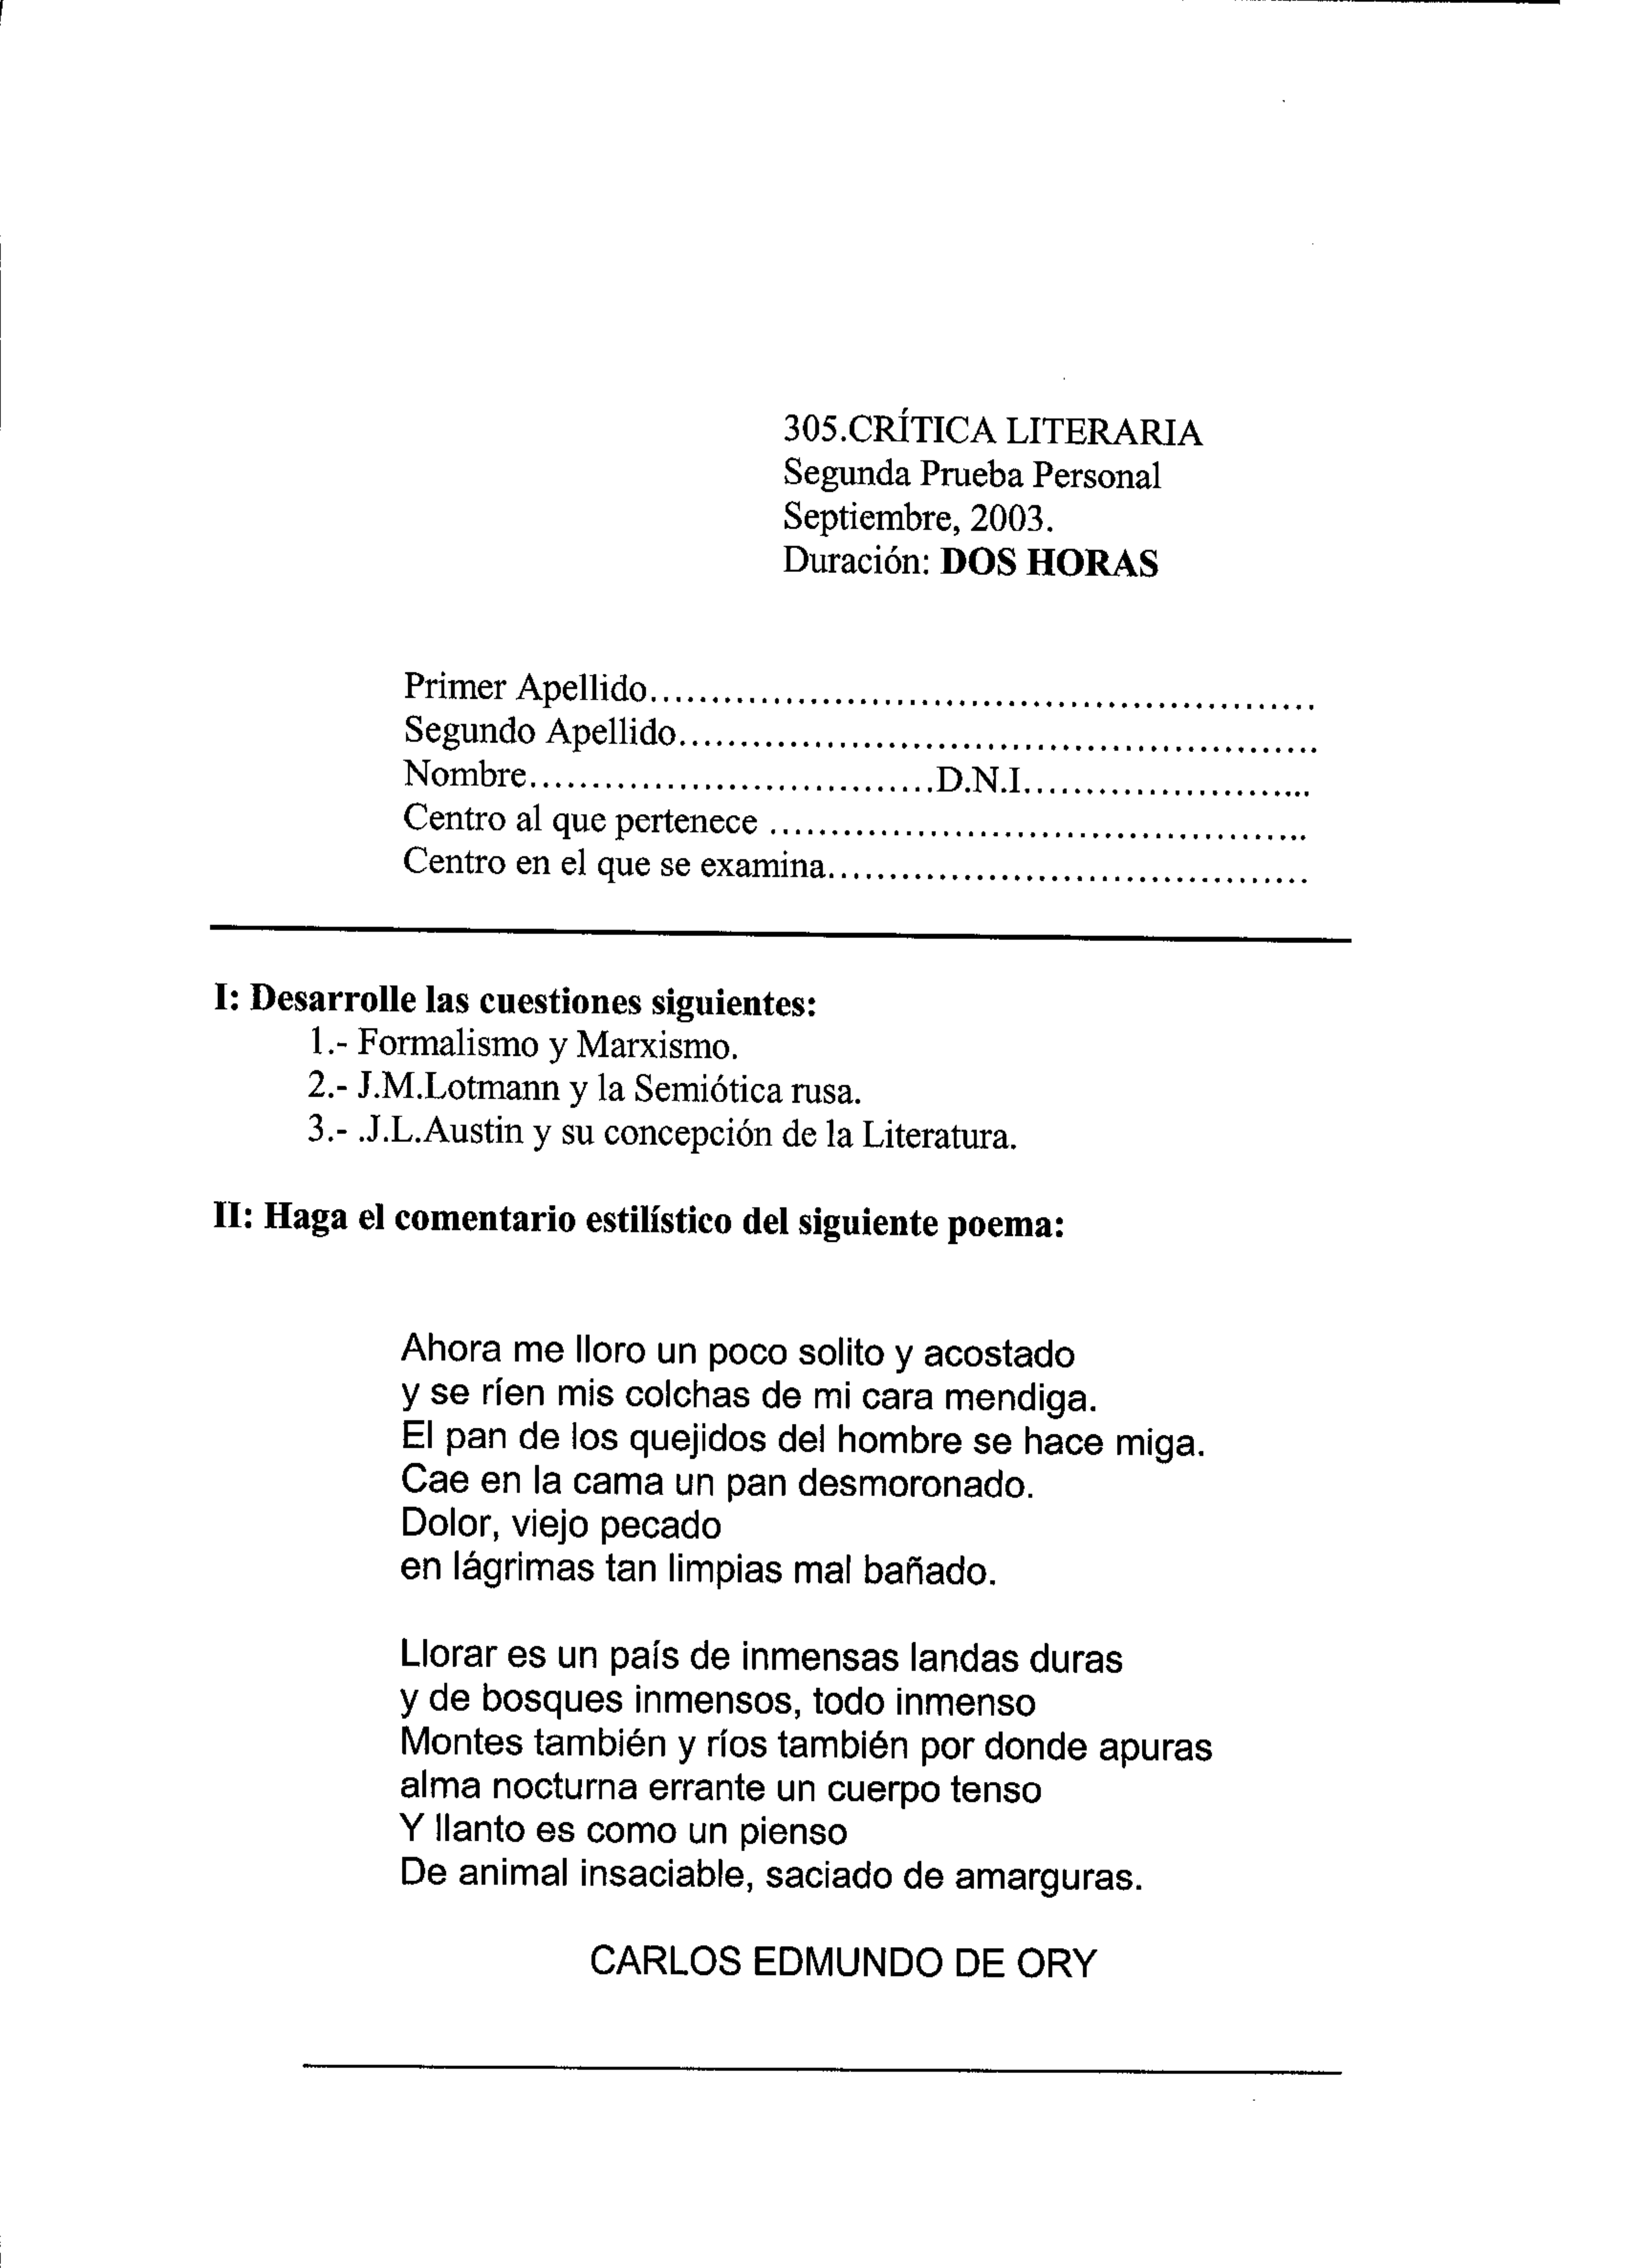 305.CRÍTICA LITERARIA
Segunda Prueba Personal
Septiembre, 2003.
Duración: DOS HORAS
Primer Apellido......................................................
Segundo Apellido....................................................
Nombre.................................D.N.I.......................
Centro al que pertenece ...........................................
Centro en el que se examina.......................................
I: Desarrolle las cuestiones siguientes:
1.- Formalismo y Marxismo.
2.- J.M.Lotmann y la Semiótica rusa.
3.- .J.L.Austin y su concepción de la Literatura.
II: Haga el comentario estilístico del siguiente poema:
Ahora me lloro un poco solito y acostado
y se ríen mis colchas de mi cara mendiga.
El pan de los quejidos del hombre se hace miga.
Cae en la cama un pan desmoronado.
Dolor, viejo pecado
en lágrimas tan limpias mal bañado.
Llorar es un país de inmensas landas duras
y de bosques inmensos, todo inmenso
Montes también y ríos también por donde apuras
alma nocturna errante un cuerpo tenso
Y llanto es como un pienso
De animal insaciable, saciado de amarguras.
CARLOS EDMUNDO DE ORY